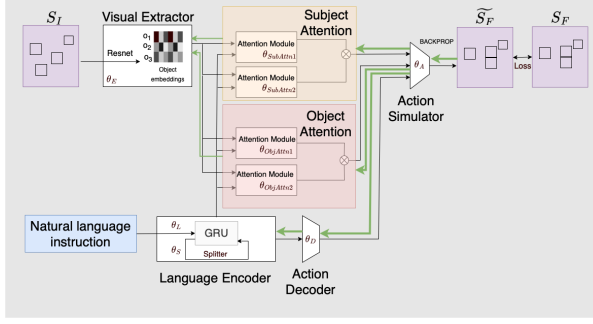 S_I
Visual Extractor
Resnet
θ_E
O1
O2
O3
Object
embeddings
Subject
Attention
Attention Module
θ_SubAttn1
Attention Module
θ_SubAttn2
Object
Attention
Attention Module
θ_ObjAttn1
Attention Module
θ_ObjAttn2
BACKPROP
θ_A
Action
Simulator
S̃_F
Loss
S_F
Natural language
instruction
θ_L
θ_S
GRU
Splitter
Language Encoder
θ_D
Action
Decoder